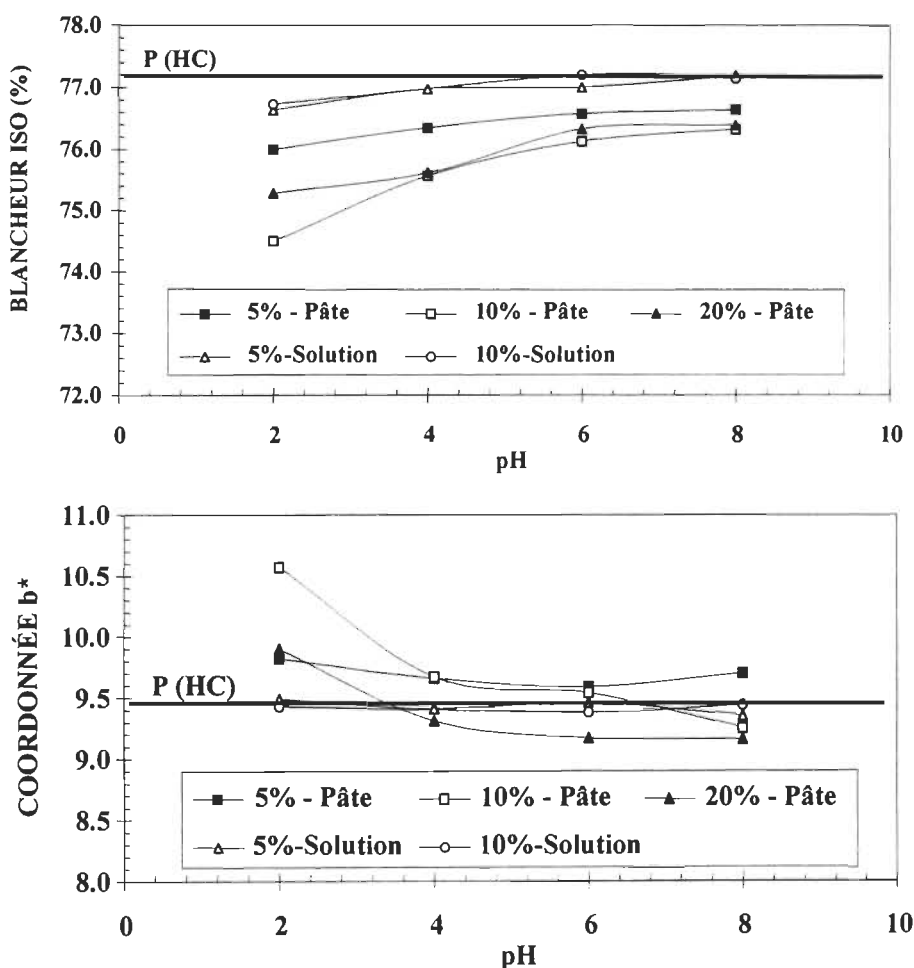 78.0
P (HC)
77.0
76.0
75.0
74.0
73.0
72.0
BLANCHEUR ISO (%)
5% - Pâte 10% - Pâte 20% - Pâte
5%-Solution 10%-Solution
0 2 4 6 8 10
pH
11.0
10.5
10.0
P (HC)
9.5
9.0
8.5
8.0
COORDONNÉE b*
5% - Pâte 10% - Pâte 20% - Pâte
5%-Solution 10%-Solution
0 2 4 6 8 10
pH